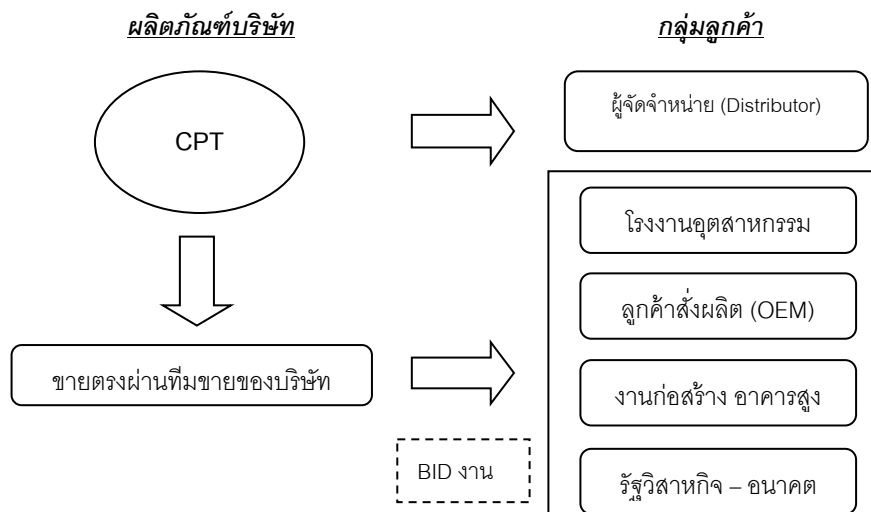 ผลิตภัณฑ์บริษัท
กลุ่มลูกค้า
CPT
ผู้จัดจำหน่าย (Distributor)
โรงงานอุตสาหกรรม
ลูกค้าสั่งผลิต (OEM)
ขายตรงผ่านทีมขายของบริษัท
งานก่อสร้าง อาคารสูง
BID งาน
รัฐวิสาหกิจ – อนาคต